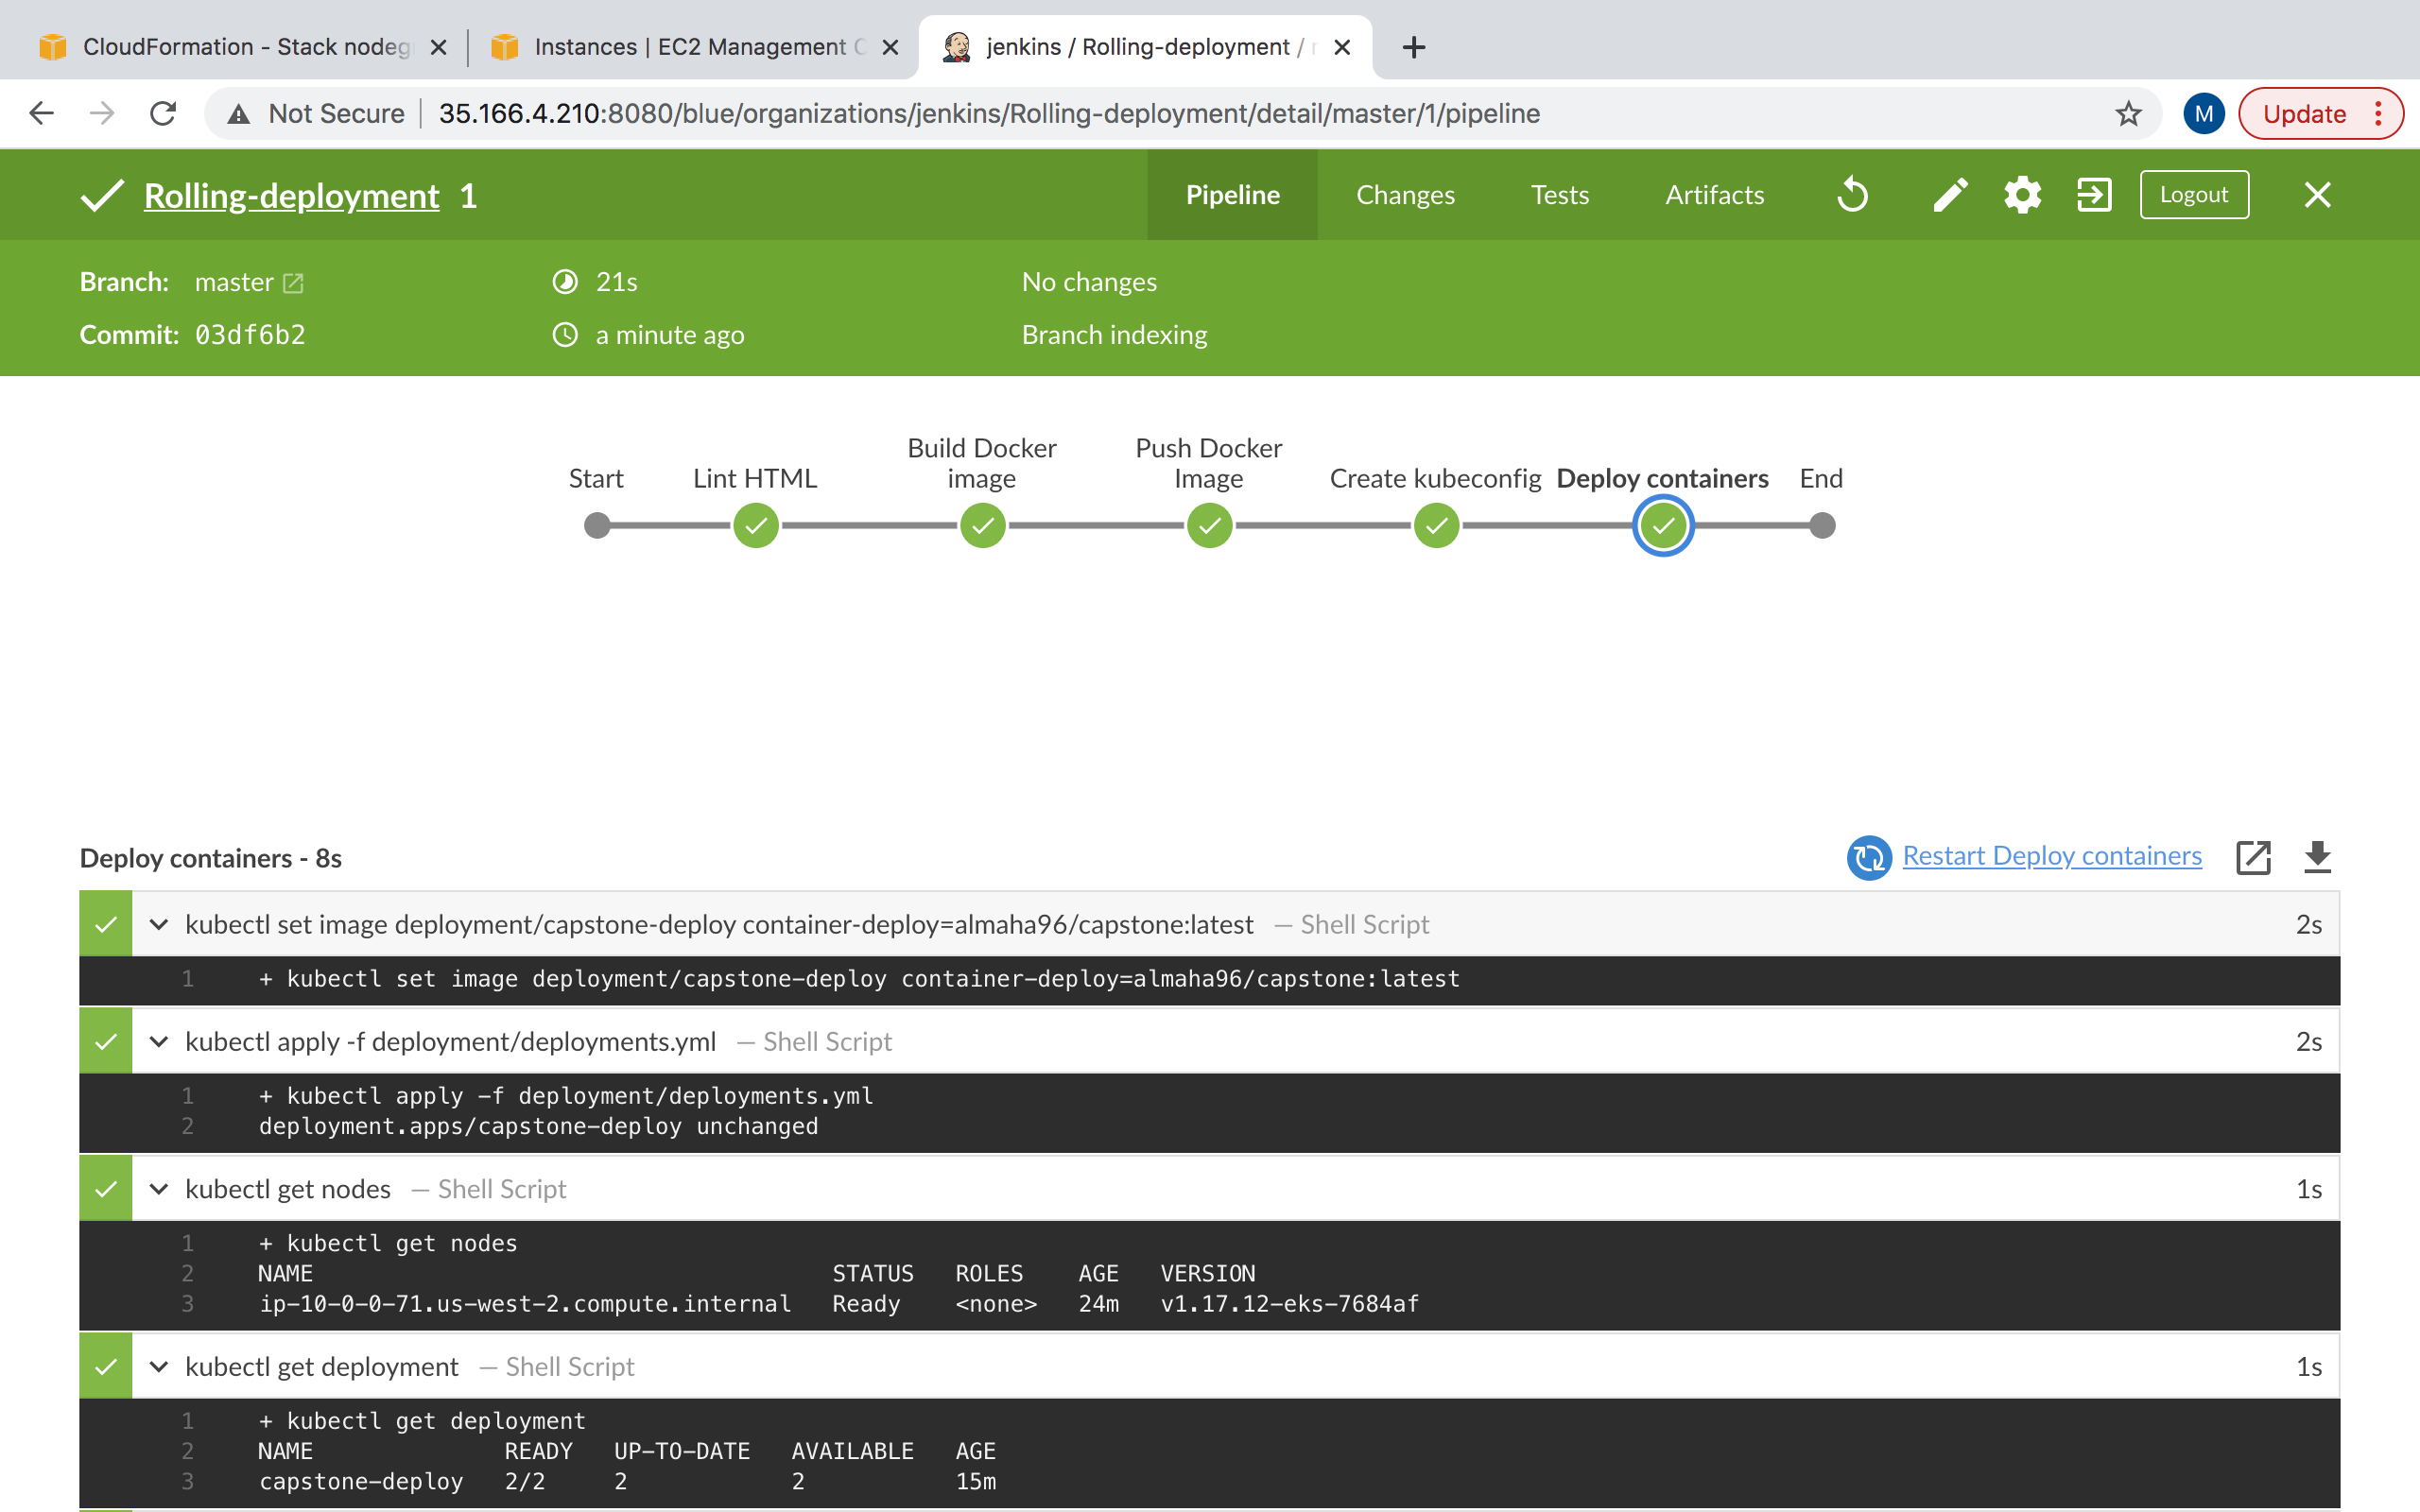 CloudFormation - Stack nodeg
Instances | EC2 Management C
jenkins / Rolling-deployment /
Not Secure
35.166.4.210:8080/blue/organizations/jenkins/Rolling-deployment/detail/master/1/pipeline
M
Update
Rolling-deployment 1
Pipeline
Changes
Tests
Artifacts
Logout
Branch: master
21s
No changes
Commit: 03df6b2
a minute ago
Branch indexing
Start
Lint HTML
Build Docker
image
Push Docker
Image
Create kubeconfig
Deploy containers
End
Deploy containers - 8s
Restart Deploy containers
kubectl set image deployment/capstone-deploy container-deploy=almaha96/capstone:latest — Shell Script 2s
1 + kubectl set image deployment/capstone-deploy container-deploy=almaha96/capstone:latest
kubectl apply -f deployment/deployments.yml — Shell Script 2s
1 + kubectl apply -f deployment/deployments.yml
2 deployment.apps/capstone-deploy unchanged
kubectl get nodes — Shell Script 1s
1 + kubectl get nodes
2 NAME STATUS ROLES AGE VERSION
3 ip-10-0-0-71.us-west-2.compute.internal Ready <none> 24m v1.17.12-eks-7684af
kubectl get deployment — Shell Script 1s
1 + kubectl get deployment
2 NAME READY UP-TO-DATE AVAILABLE AGE
3 capstone-deploy 2/2 2 2 15m